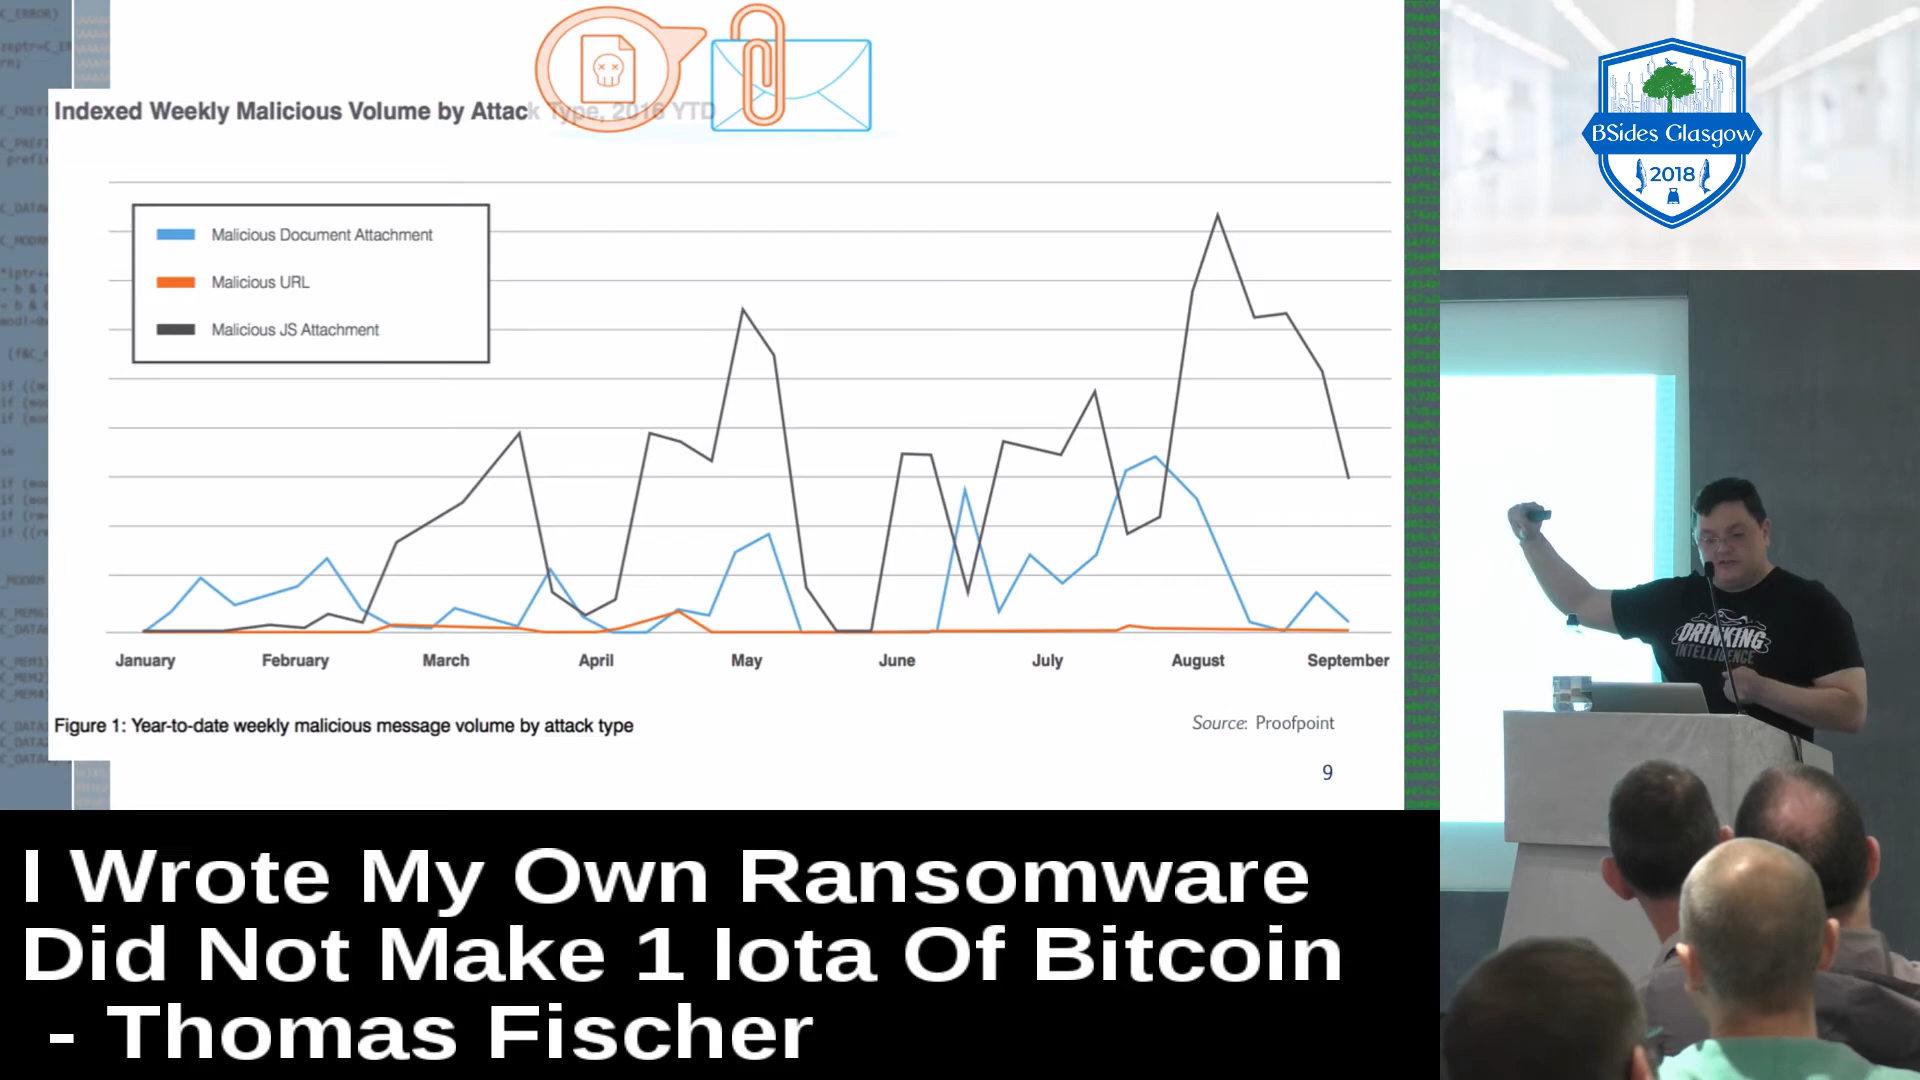 Indexed Weekly Malicious Volume by Attack Type, 2016 YTD
Malicious Document Attachment
Malicious URL
Malicious JS Attachment
January February March April May June July August September
Figure 1: Year-to-date weekly malicious message volume by attack type
Source: Proofpoint
9
BSides Glasgow
2018
DRINKING
INTELLIGENCE
I Wrote My Own Ransomware
Did Not Make 1 Iota Of Bitcoin
- Thomas Fischer